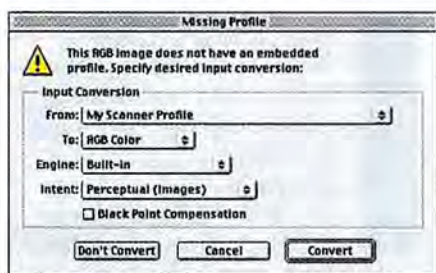 Missing Profile
This RGB image does not have an embedded
profile. Specify desired input conversion:
Input Conversion
From: My Scanner Profile
To: RGB Color
Engine: Built-in
Intent: Perceptual (Images)
Black Point Compensation
Don't Convert Cancel Convert